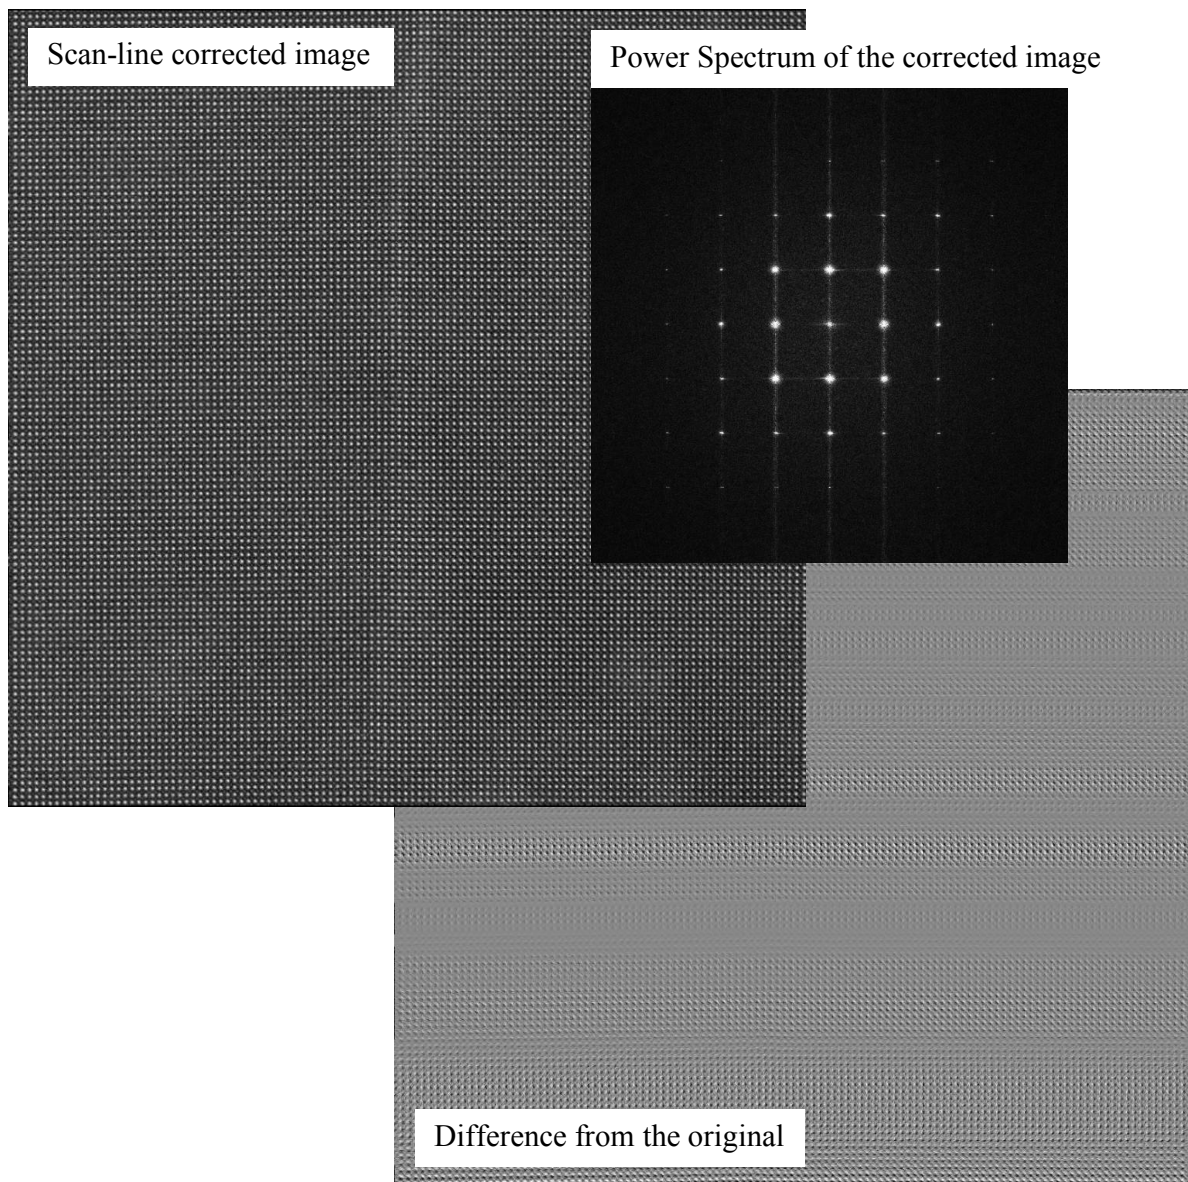 Scan-line corrected image
Power Spectrum of the corrected image
Difference from the original